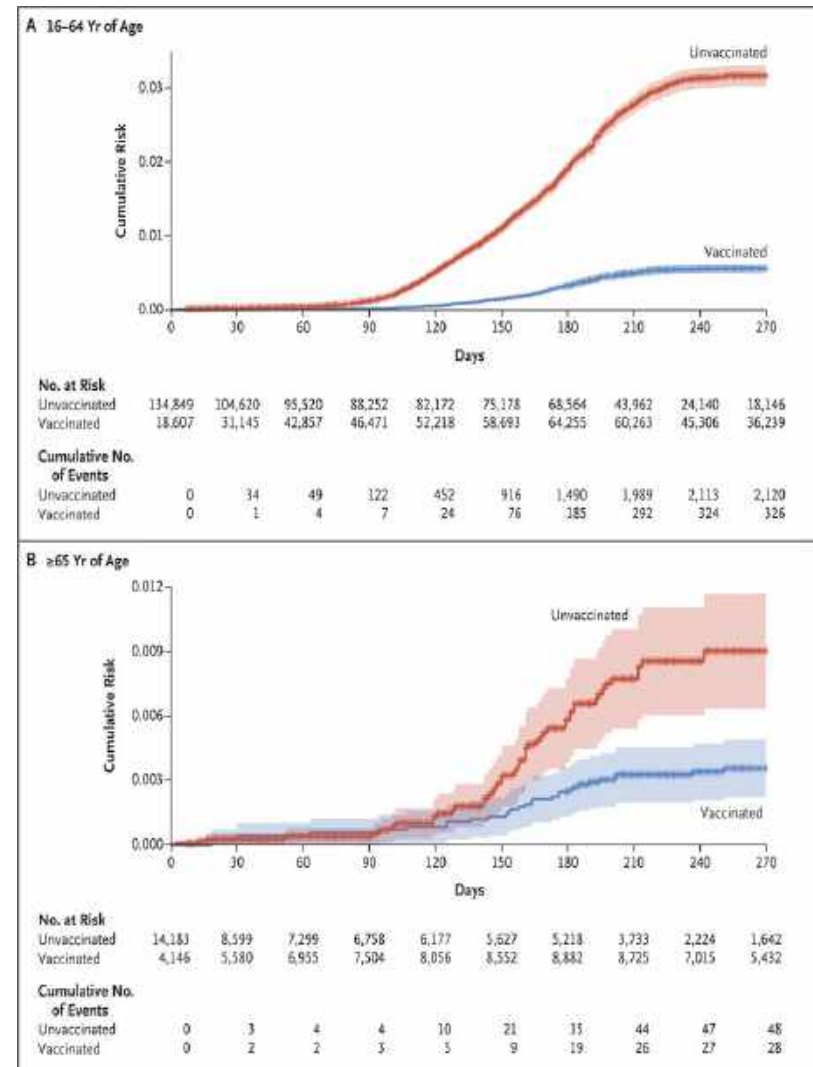 A 16–64 Yr of Age
Unvaccinated
0.03
0.02
Cumulative Risk
0.01
Vaccinated
0.00
0 30 60 90 120 150 180 210 240 270
Days
No. at Risk
Unvaccinated 134,849 104,620 95,520 88,252 82,172 75,178 68,564 43,962 24,140 18,146
Vaccinated 18,607 31,145 42,857 46,471 52,218 58,693 64,255 60,263 45,306 36,239
Cumulative No.
of Events
Unvaccinated 0 34 49 122 452 916 1,490 1,989 2,113 2,120
Vaccinated 0 1 4 7 24 76 185 292 324 326
B ≥65 Yr of Age
0.012
Unvaccinated
0.009
Cumulative Risk
0.006
0.003
Vaccinated
0.000
0 30 60 90 120 150 180 210 240 270
Days
No. at Risk
Unvaccinated 14,183 8,599 7,299 6,758 6,177 5,627 5,218 3,733 2,224 1,642
Vaccinated 4,146 5,580 6,955 7,504 8,056 8,552 8,882 8,725 7,015 5,432
Cumulative No.
of Events
Unvaccinated 0 3 4 4 10 21 35 44 47 48
Vaccinated 0 2 2 3 5 9 19 26 27 28